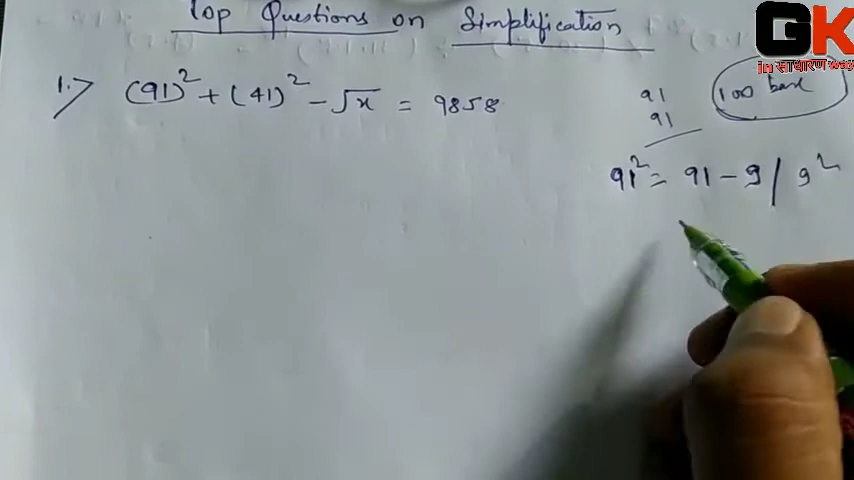 Top Questions on Simplification
GK
in साधारण way
1.> (91)² + (41)² - √x = 9858
91
91
100 base
91² = 91 - 9 / 9²